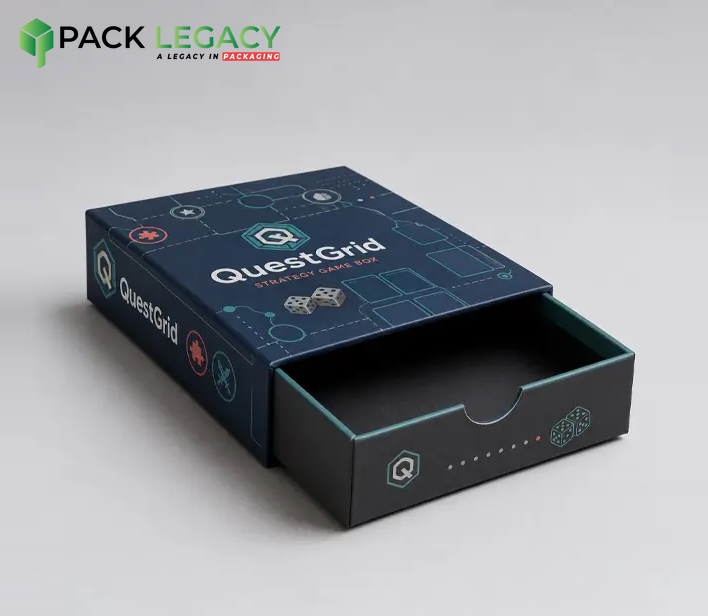 PACK LEGACY
A LEGACY IN PACKAGING
QuestGrid
STRATEGY GAME BOX
QuestGrid